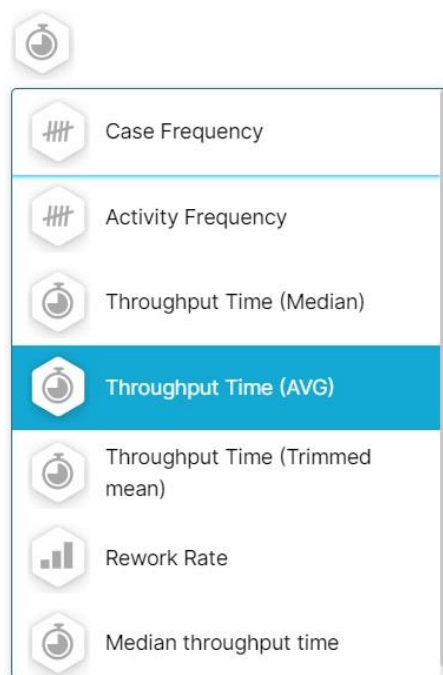 Case Frequency
Activity Frequency
Throughput Time (Median)
Throughput Time (AVG)
Throughput Time (Trimmed
mean)
Rework Rate
Median throughput time